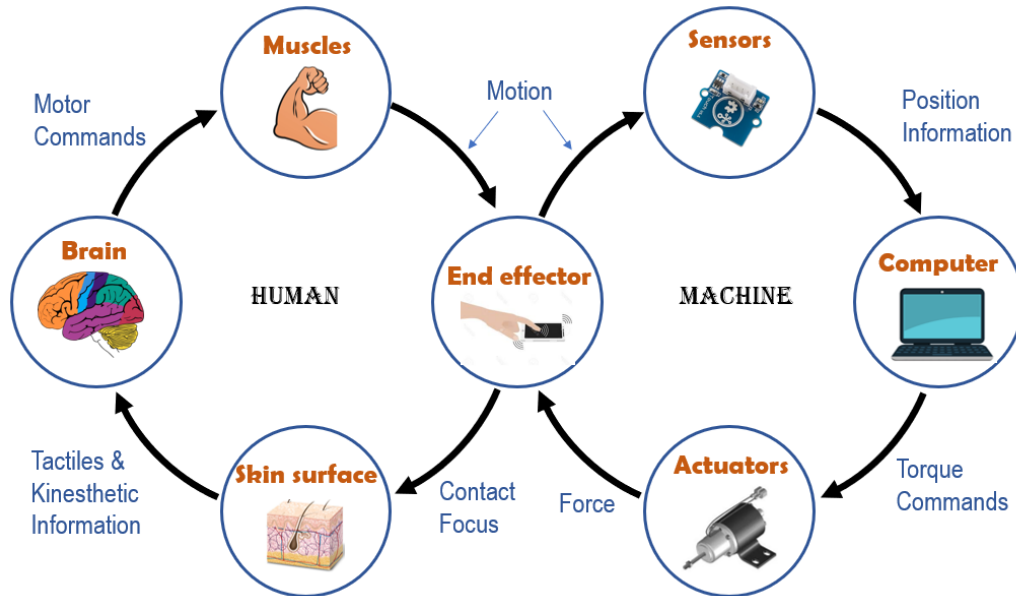 Muscles
Sensors
Motor
Commands
Motion
Position
Information
Brain
HUMAN
End effector
MACHINE
Computer
Tactiles &
Kinesthetic
Information
Skin surface
Contact
Focus
Force
Actuators
Torque
Commands